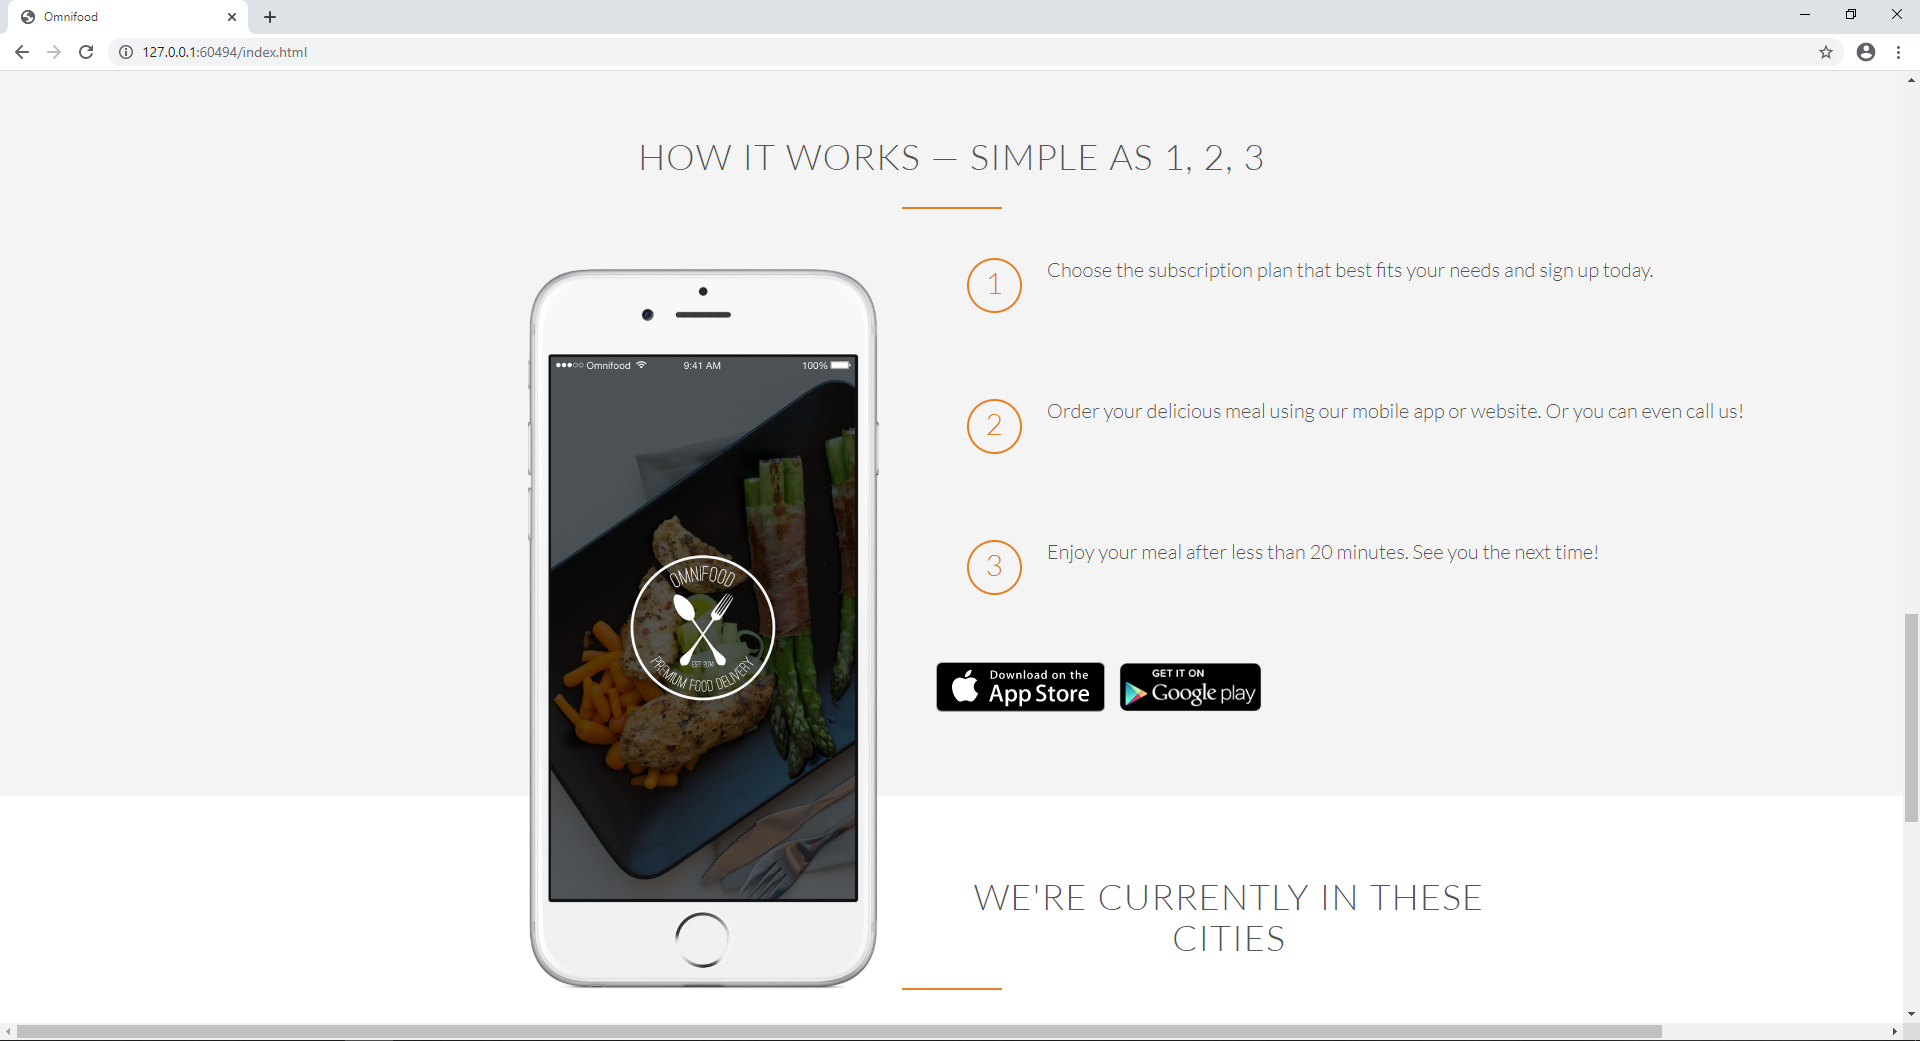 Omnifood
127.0.0.1:60494/index.html
HOW IT WORKS — SIMPLE AS 1, 2, 3
1
Choose the subscription plan that best fits your needs and sign up today.
Omnifood
9:41 AM
100%
2
Order your delicious meal using our mobile app or website. Or you can even call us!
3
Enjoy your meal after less than 20 minutes. See you the next time!
OMNIFOOD
EST. 2014
PREMIUM FOOD DELIVERY
Download on the
App Store
GET IT ON
Google play
WE'RE CURRENTLY IN THESE
CITIES